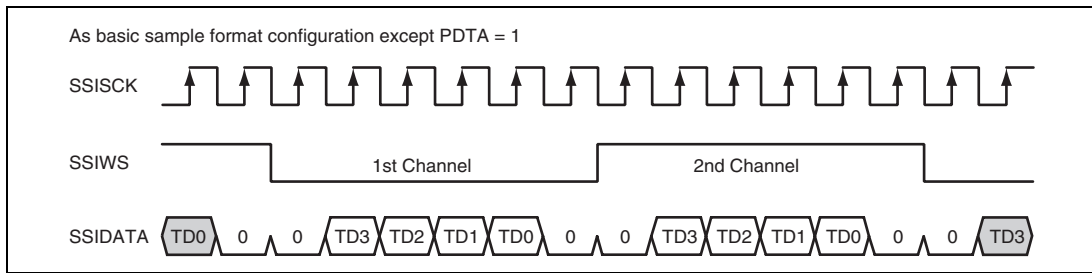 As basic sample format configuration except PDTA = 1
SSISCK
SSIWS 1st Channel 2nd Channel
SSIDATA TD0 0 0 TD3 TD2 TD1 TD0 0 0 TD3 TD2 TD1 TD0 0 0 TD3